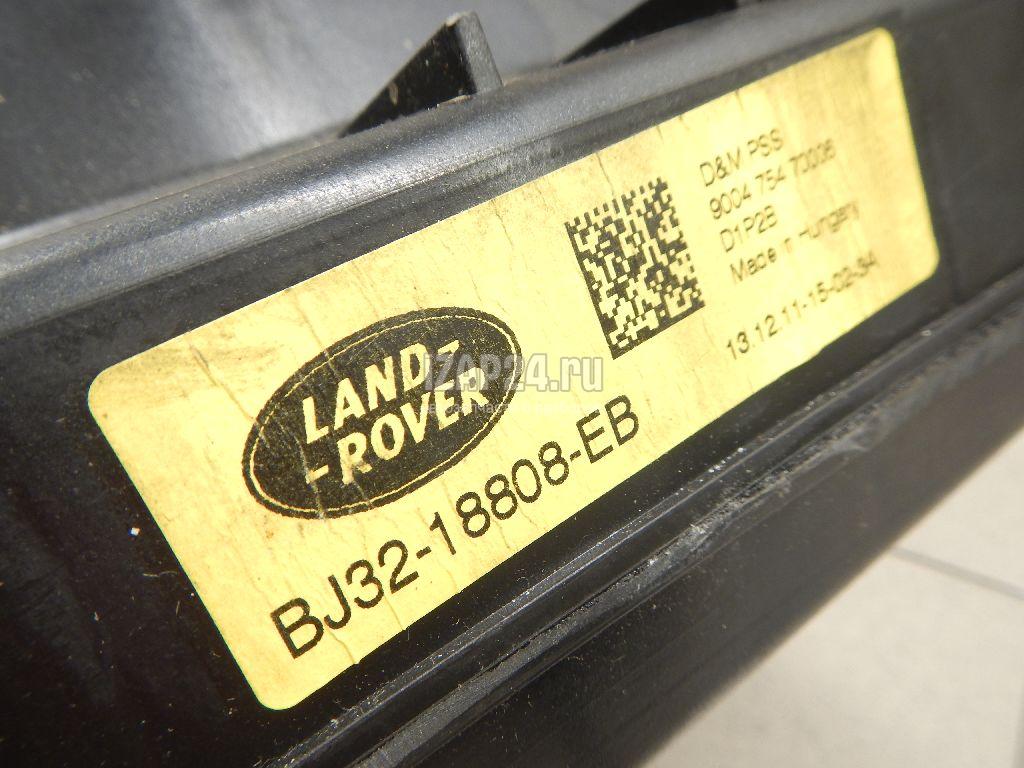 D&M PSS
9004 754 70006
D1P2B
Made in Hungary
13.12.11-15-02-3A
LAND-
-ROVER
BJ32-18808-EB
IZAP24.ru